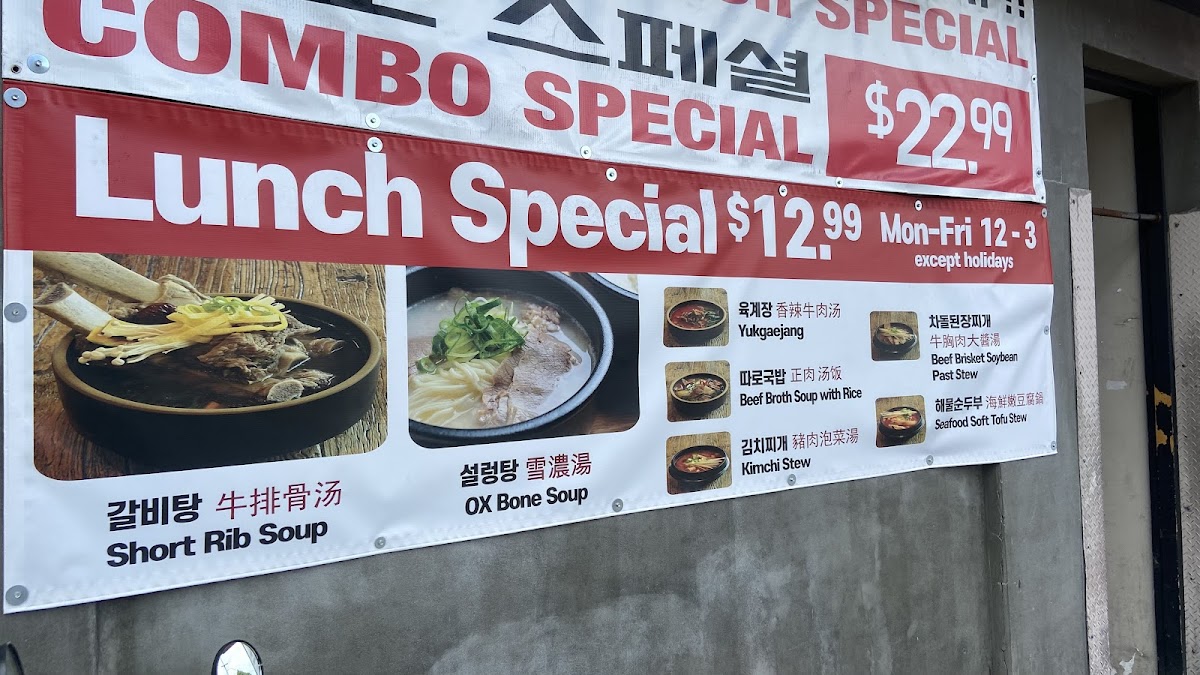 SPECIAL
스페셜
COMBO SPECIAL
$22.99
Lunch Special $12.99 Mon-Fri 12 - 3
except holidays
갈비탕 牛排骨汤
Short Rib Soup
설렁탕 雪濃湯
OX Bone Soup
육계장 香辣牛肉汤
Yukgaejang
따로국밥 正肉汤饭
Beef Broth Soup with Rice
김치찌개 豬肉泡菜湯
Kimchi Stew
차돌된장찌개
牛胸肉大醬湯
Beef Brisket Soybean
Past Stew
해물순두부 海鮮嫩豆腐鍋
Seafood Soft Tofu Stew